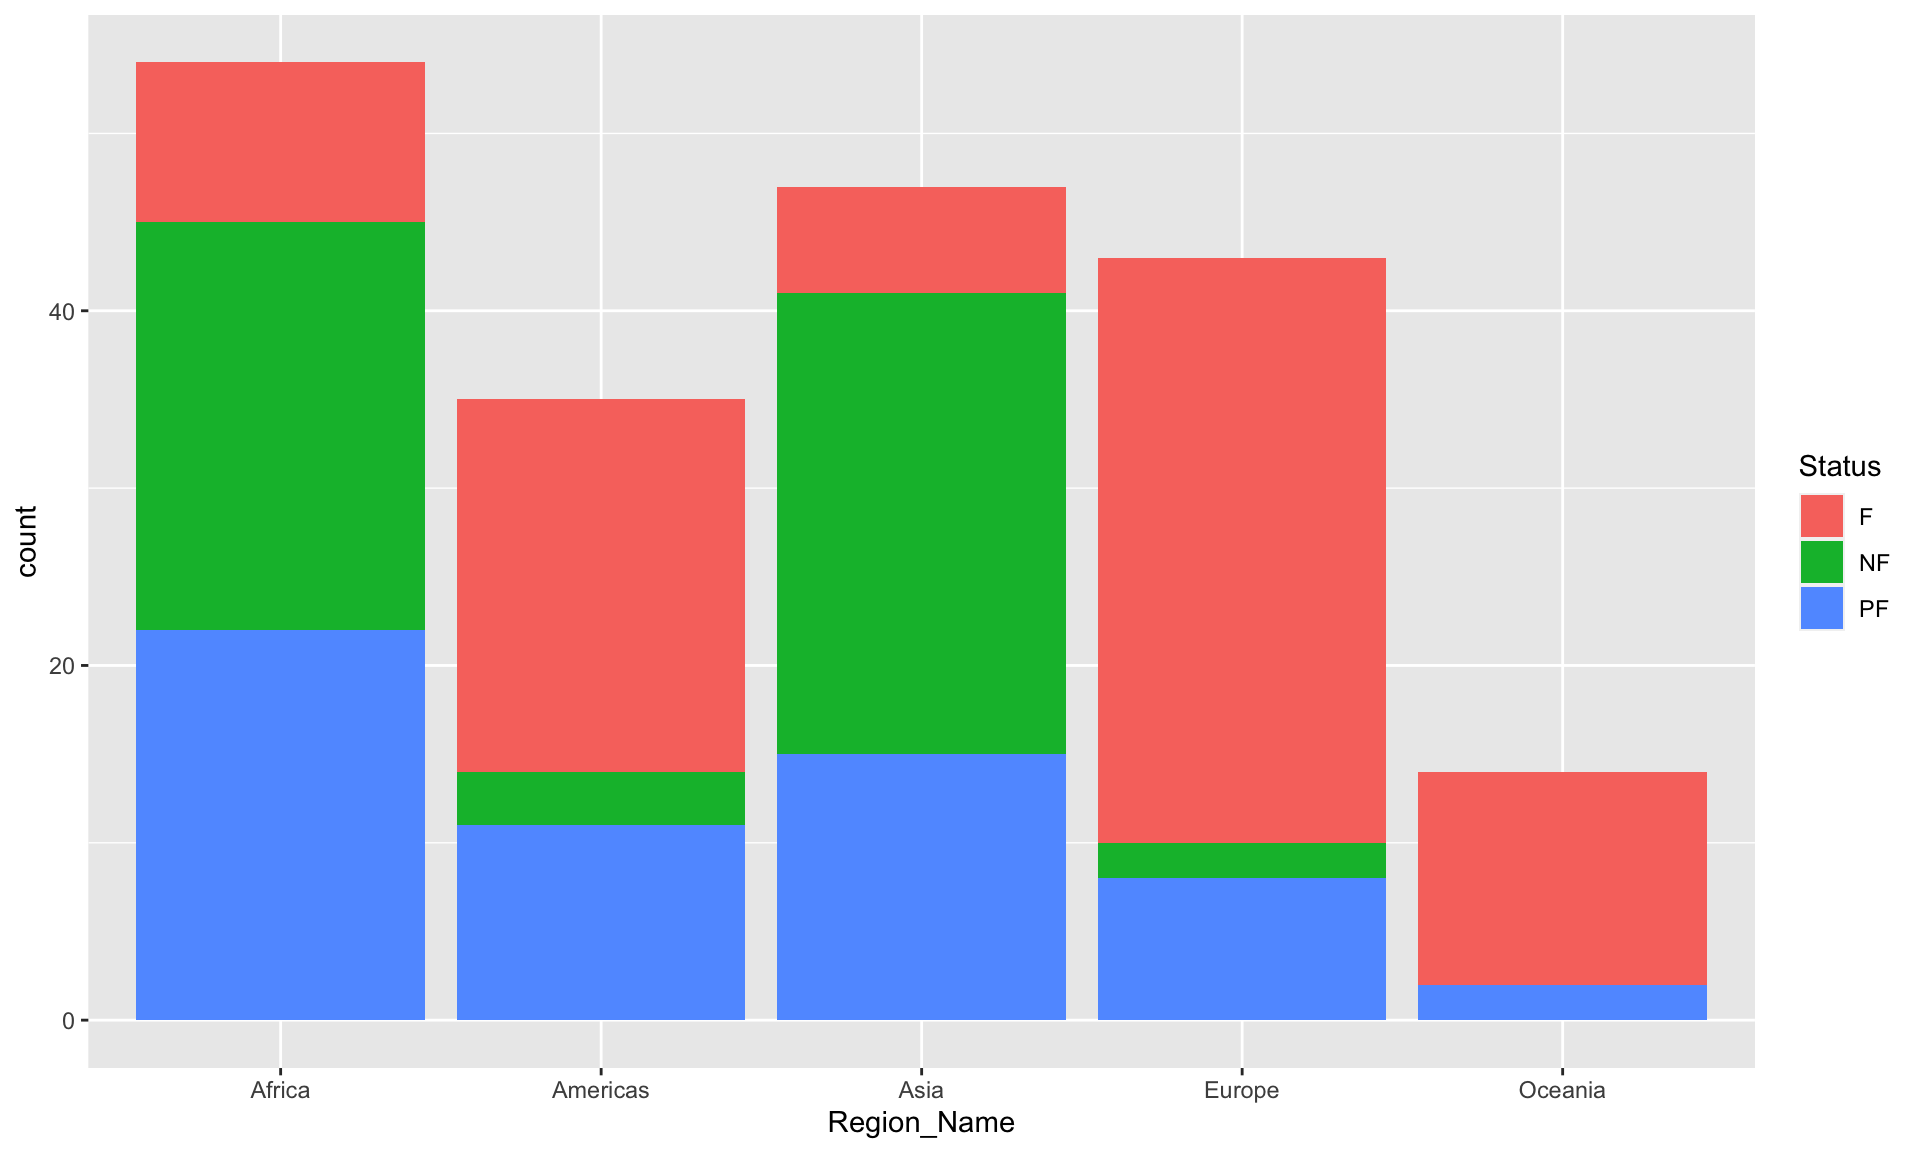 count
40
20
0
Africa
Americas
Asia
Europe
Oceania
Region_Name
Status
F
NF
PF